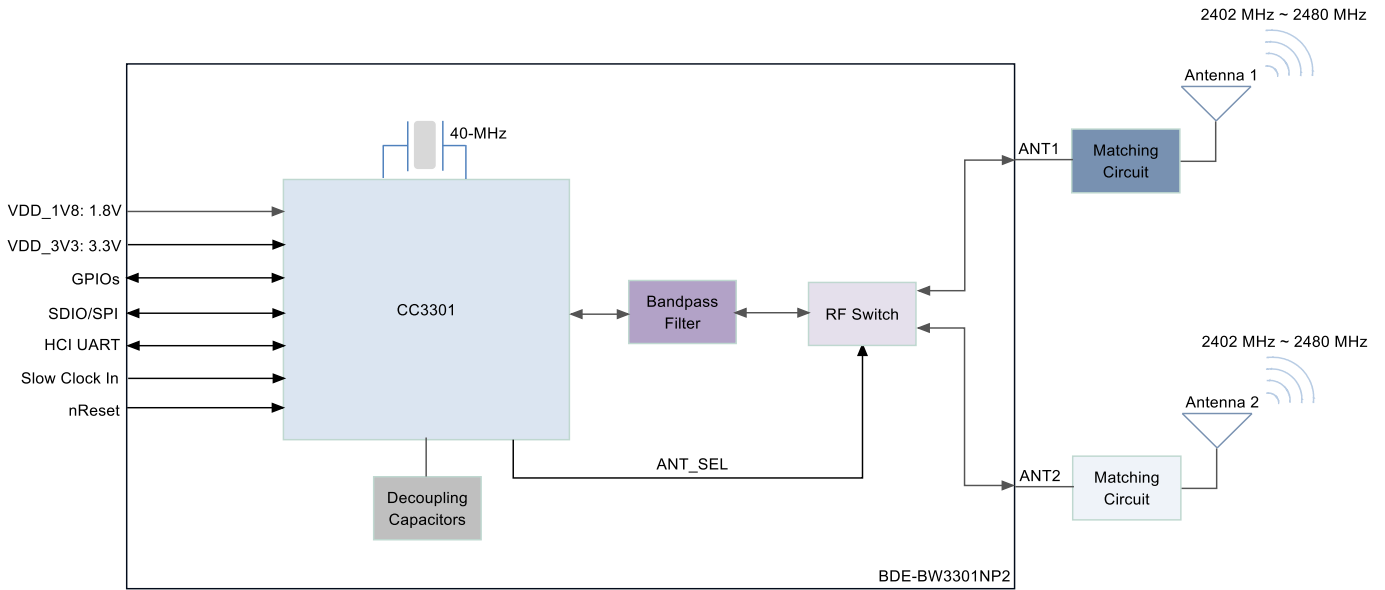 2402 MHz ~ 2480 MHz
Antenna 1
40-MHz
ANT1
Matching
Circuit
VDD_1V8: 1.8V
VDD_3V3: 3.3V
GPIOs
SDIO/SPI
HCI UART
Slow Clock In
nReset
CC3301
Bandpass
Filter
RF Switch
2402 MHz ~ 2480 MHz
Antenna 2
ANT_SEL
ANT2
Matching
Circuit
Decoupling
Capacitors
BDE-BW3301NP2